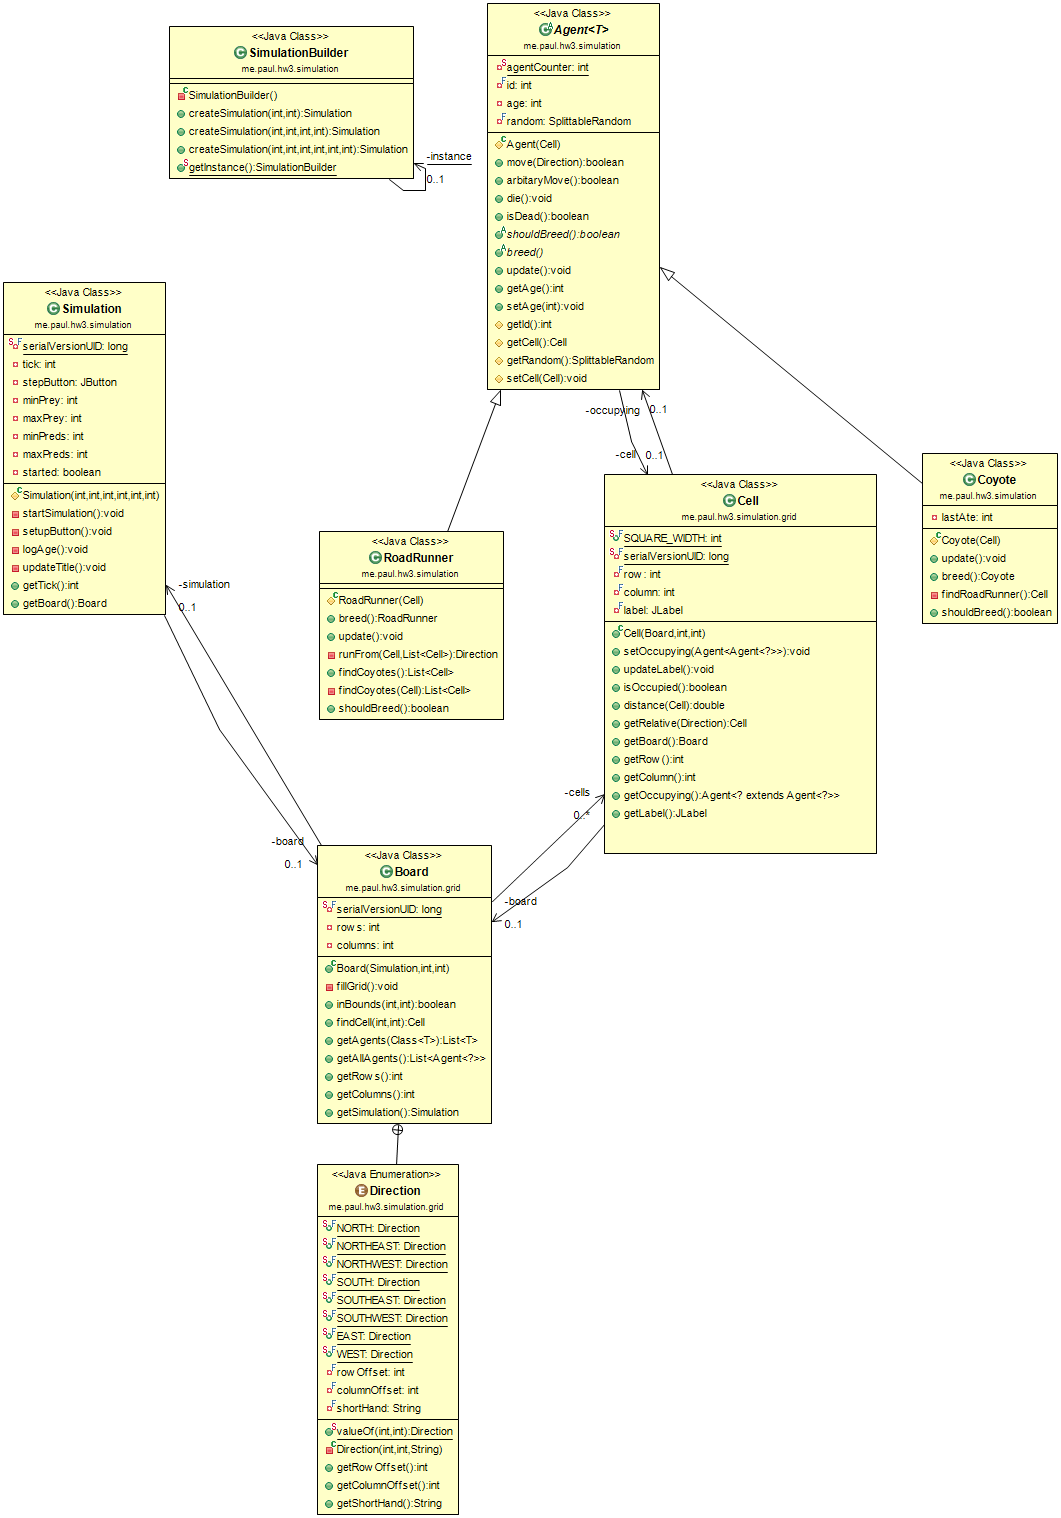 <<Java Class>>
SimulationBuilder
me.paul.hw3.simulation
SimulationBuilder()
createSimulation(int,int):Simulation
createSimulation(int,int,int,int):Simulation
createSimulation(int,int,int,int,int,int):Simulation
getInstance():SimulationBuilder
-instance
0..1
<<Java Class>>
Agent<T>
me.paul.hw3.simulation
agentCounter: int
id: int
age: int
random: SplittableRandom
Agent(Cell)
move(Direction):boolean
arbitaryMove():boolean
die():void
isDead():boolean
shouldBreed():boolean
breed()
update():void
getAge():int
setAge(int):void
getId():int
getCell():Cell
getRandom():SplittableRandom
setCell(Cell):void
<<Java Class>>
Simulation
me.paul.hw3.simulation
serialVersionUID: long
tick: int
stepButton: JButton
minPrey: int
maxPrey: int
minPreds: int
maxPreds: int
started: boolean
Simulation(int,int,int,int,int,int)
startSimulation():void
setupButton():void
logAge():void
updateTitle():void
getTick():int
getBoard():Board
-simulation
0..1
-occupying
0..1
-cell
0..1
<<Java Class>>
Coyote
me.paul.hw3.simulation
lastAte: int
Coyote(Cell)
update():void
breed():Coyote
findRoadRunner():Cell
shouldBreed():boolean
<<Java Class>>
RoadRunner
me.paul.hw3.simulation
RoadRunner(Cell)
breed():RoadRunner
update():void
runFrom(Cell,List<Cell>):Direction
findCoyotes():List<Cell>
findCoyotes(Cell):List<Cell>
shouldBreed():boolean
<<Java Class>>
Cell
me.paul.hw3.simulation.grid
SQUARE_WIDTH: int
serialVersionUID: long
row: int
column: int
label: JLabel
Cell(Board,int,int)
setOccupying(Agent<Agent<?>>):void
updateLabel():void
isOccupied():boolean
distance(Cell):double
getRelative(Direction):Cell
getBoard():Board
getRow():int
getColumn():int
getOccupying():Agent<? extends Agent<?>>
getLabel():JLabel
-cells
0..*
-board
0..1
-board
0..1
<<Java Class>>
Board
me.paul.hw3.simulation.grid
serialVersionUID: long
rows: int
columns: int
Board(Simulation,int,int)
fillGrid():void
inBounds(int,int):boolean
findCell(int,int):Cell
getAgents(Class<T>):List<T>
getAllAgents():List<Agent<?>>
getRows():int
getColumns():int
getSimulation():Simulation
<<Java Enumeration>>
Direction
me.paul.hw3.simulation.grid
NORTH: Direction
NORTHEAST: Direction
NORTHWEST: Direction
SOUTH: Direction
SOUTHEAST: Direction
SOUTHWEST: Direction
EAST: Direction
WEST: Direction
rowOffset: int
columnOffset: int
shortHand: String
valueOf(int,int):Direction
Direction(int,int,String)
getRowOffset():int
getColumnOffset():int
getShortHand():String